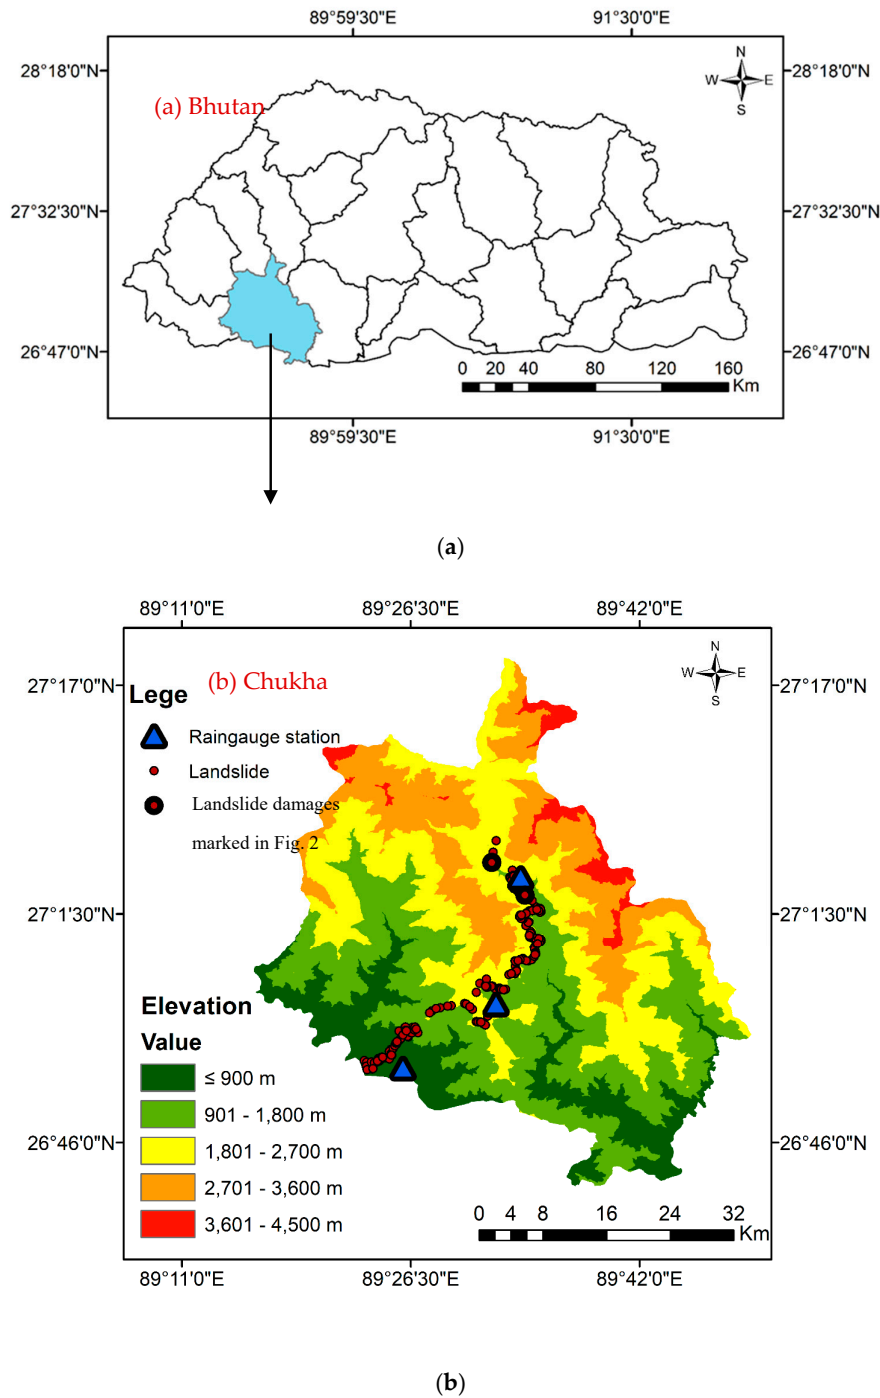 89°59'30"E 91°30'0"E
28°18'0"N 28°18'0"N
N
W E
S
(a) Bhutan
27°32'30"N 27°32'30"N
26°47'0"N 26°47'0"N
0 20 40 80 120 160
Km
89°59'30"E 91°30'0"E
(a)
89°11'0"E 89°26'30"E 89°42'0"E
N
W E
S
27°17'0"N 27°17'0"N
(b) Chukha
Lege
Raingauge station
Landslide
Landslide damages
marked in Fig. 2
27°1'30"N 27°1'30"N
Elevation
Value
≤ 900 m
901 - 1,800 m
1,801 - 2,700 m
2,701 - 3,600 m
3,601 - 4,500 m
26°46'0"N 26°46'0"N
0 4 8 16 24 32
Km
89°11'0"E 89°26'30"E 89°42'0"E
(b)